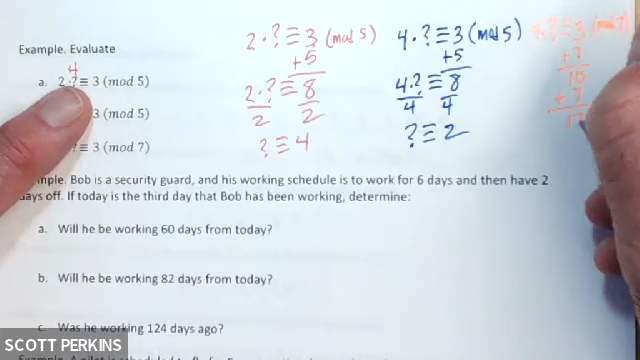 Example. Evaluate
4
a. 2·?≡ 3 (mod 5)
3 (mod 5)
?≡ 3 (mod 7)
2·?≡3 (mod 5)
+5
2·?≡8
2 2
?≡4
4·?≡3 (mod 5)
+5
4·?≡8
4 4
?≡2
?≡3 (mod
+7
10
+7
mple. Bob is a security guard, and his working schedule is to work for 6 days and then have 2
days off. If today is the third day that Bob has been working, determine:
a. Will he be working 60 days from today?
b. Will he be working 82 days from today?
c. Was he working 124 days ago?
SCOTT PERKINS